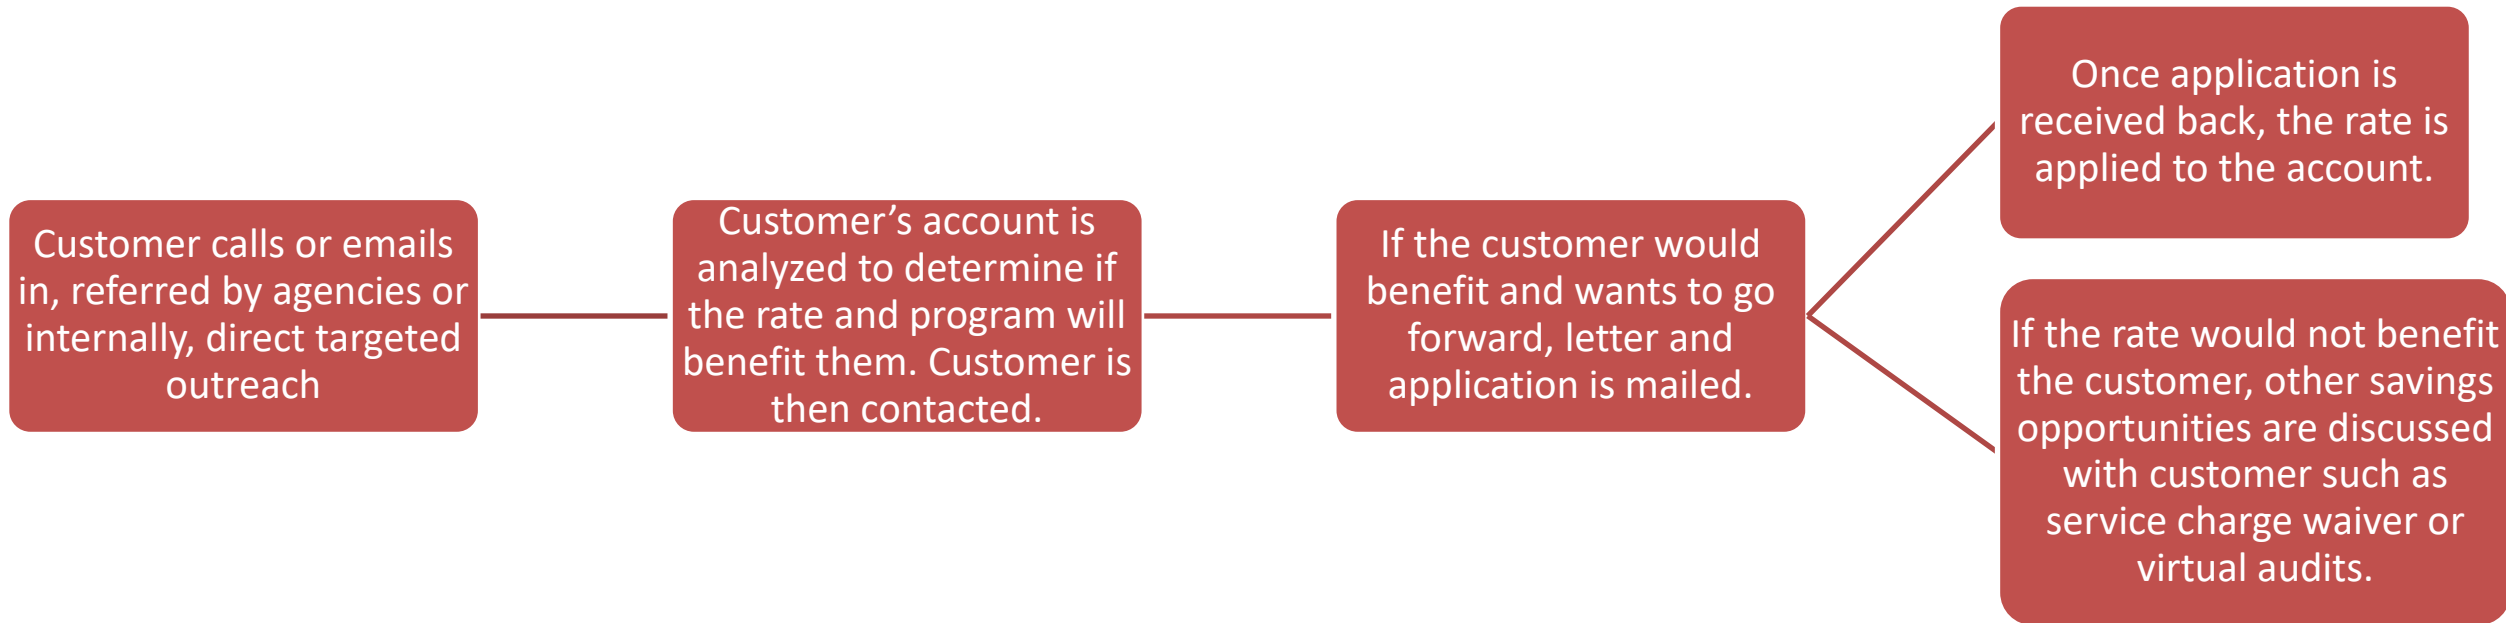 Customer calls or emails
in, referred by agencies or
internally, direct targeted
outreach
Customer’s account is
analyzed to determine if
the rate and program will
benefit them. Customer is
then contacted.
If the customer would
benefit and wants to go
forward, letter and
application is mailed.
Once application is
received back, the rate is
applied to the account.
If the rate would not benefit
the customer, other savings
opportunities are discussed
with customer such as
service charge waiver or
virtual audits.